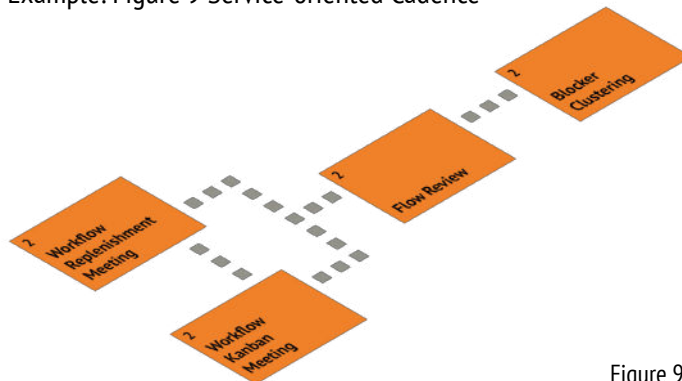 Example: Figure 9 Service-oriented Cadence
2
Blocker
Clustering
2
Flow Review
2
Workflow
Replenishment
Meeting
2
Workflow
Kanban
Meeting
Figure 9